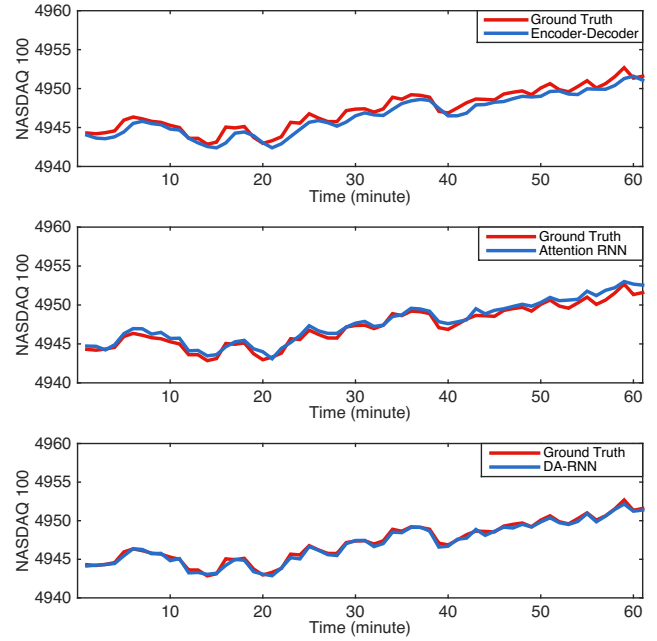 4960
4955
4950
4945
4940
NASDAQ 100
Ground Truth
Encoder-Decoder
10 20 30 40 50 60
Time (minute)
4960
4955
4950
4945
4940
NASDAQ 100
Ground Truth
Attention RNN
10 20 30 40 50 60
Time (minute)
4960
4955
4950
4945
4940
NASDAQ 100
Ground Truth
DA-RNN
10 20 30 40 50 60
Time (minute)